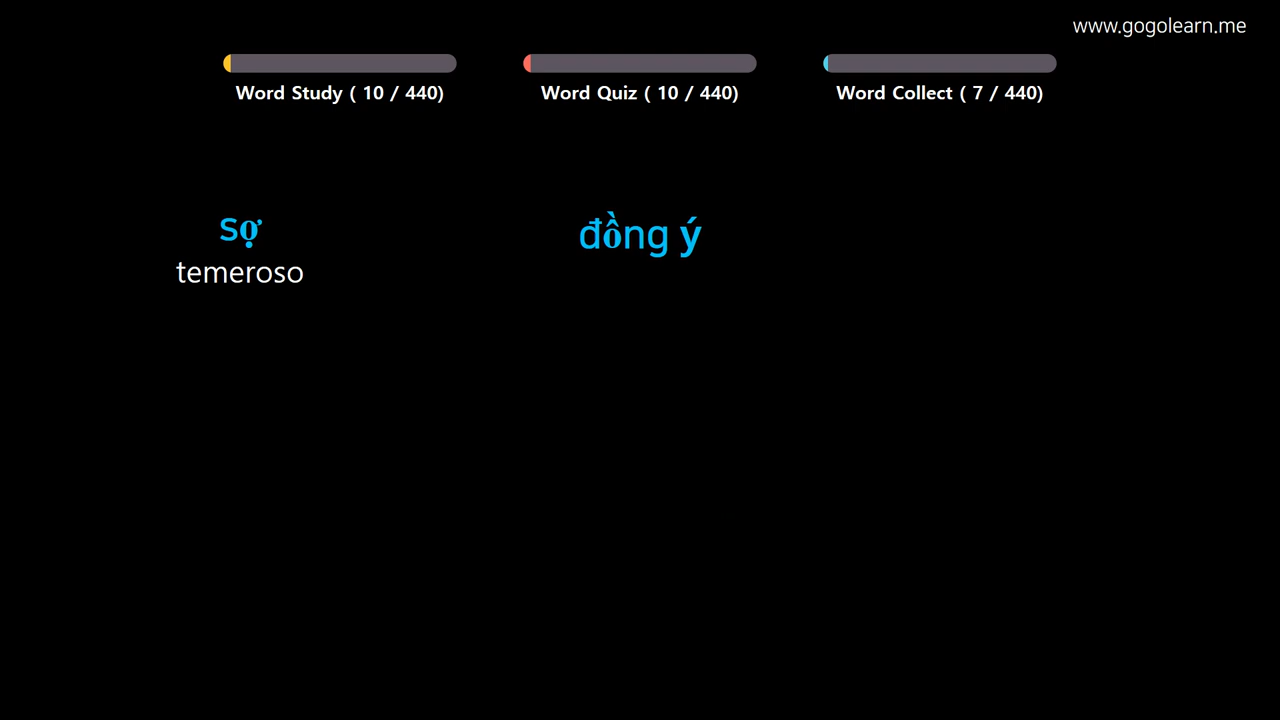 www.gogolearn.me
Word Study ( 10 / 440)
Word Quiz ( 10 / 440)
Word Collect ( 7 / 440)
sợ
temeroso
đồng ý